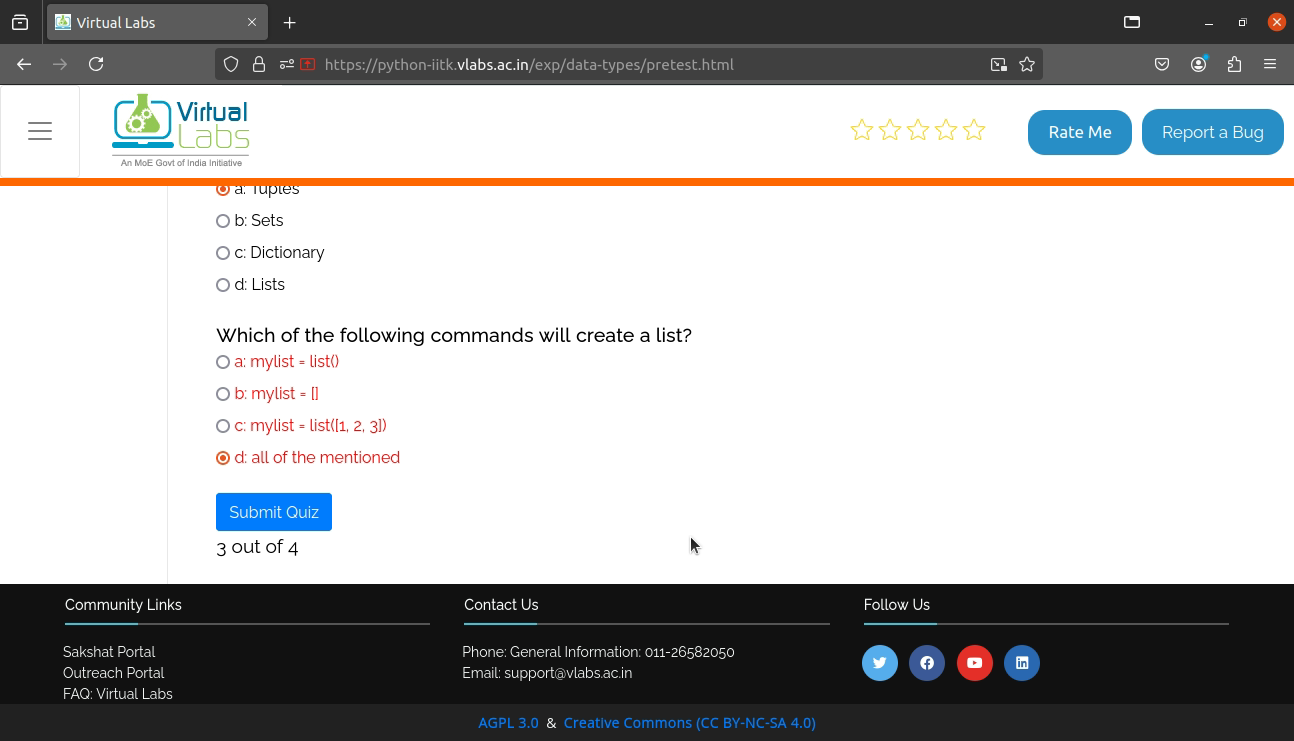 Virtual Labs
https://python-iitk.vlabs.ac.in/exp/data-types/pretest.html
Virtual
Labs
An MoE Govt of India Initiative
Rate Me
Report a Bug
a: Tuples
b: Sets
c: Dictionary
d: Lists
Which of the following commands will create a list?
a: mylist = list()
b: mylist = []
c: mylist = list([1, 2, 3])
d: all of the mentioned
Submit Quiz
3 out of 4
Community Links
Sakshat Portal
Outreach Portal
FAQ: Virtual Labs
Contact Us
Phone: General Information: 011-26582050
Email: support@vlabs.ac.in
Follow Us
AGPL 3.0 & Creative Commons (CC BY-NC-SA 4.0)